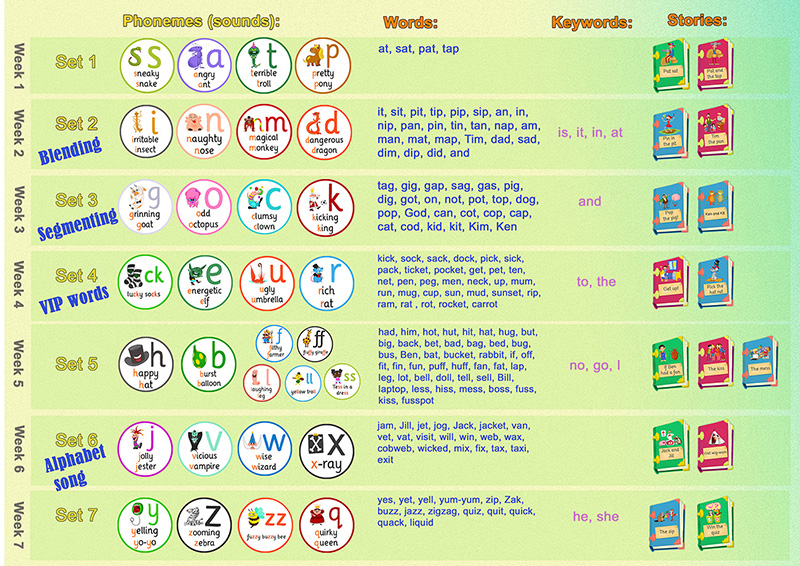 Phonemes (sounds): Words: Keywords: Stories:
Week 1
Set 1
ss sneaky snake
a angry ant
t terrible troll
p pretty pony
at, sat, pat, tap
Pat sat
Pat and the tap
Week 2
Set 2
Blending
i irritable insect
n naughty nose
m magical monkey
d dangerous dragon
it, sit, pit, tip, pip, sip, an, in,
nip, pan, pin, tin, tan, nap, am,
man, mat, map, Tim, dad, sad,
dim, dip, did, and
is, it, in, at
Pip in the pit
Tim the pan
Week 3
Set 3
Segmenting
g grinning goat
o odd octopus
c clumsy clown
k kicking king
tag, gig, gap, sag, gas, pig,
dig, got, on, not, pot, top, dog,
pop, God, can, cot, cop, cap,
cat, cod, kid, kit, Kim, Ken
and
Pop the pig!
Ken and Kit
Week 4
Set 4
VIP words
ck lucky socks
e energetic elf
u ugly umbrella
r rich rat
kick, sock, sack, dock, pick, sick,
pack, ticket, pocket, get, pet, ten,
net, pen, peg, men, neck, up, mum,
run, mug, cup, sun, mud, sunset, rip,
ram, rat , rot, rocket, carrot
to, the
Get up!
Pick the hat rat
Week 5
Set 5
h happy hat
b burst balloon
f filthy farmer
ff fluffy giraffe
l laughing leg
ll yellow troll
ss Tess in a dress
had, him, hot, hut, hit, hat, hug, but,
big, back, bet, bad, bag, bed, bug,
bus, Ben, bat, bucket, rabbit, if, off,
fit, fin, fun, puff, huff, fan, fat, lap,
leg, lot, bell, doll, tell, sell, Bill,
laptop, less, hiss, mess, boss, fuss,
kiss, fusspot
no, go, I
If Ben had a fan
The kiss
The mess
Week 6
Set 6
Alphabet song
j jolly jester
v vicious vampire
w wise wizard
x x-ray
jam, Jill, jet, jog, Jack, jacket, van,
vet, vat, visit, will, win, web, wax,
cobweb, wicked, mix, fix, tax, taxi,
exit
Jack and Jill
Week 7
Set 7
y yelling yo-yo
z zooming zebra
zz fuzzy buzzy bee
q quirky queen
yes, yet, yell, yum-yum, zip, Zak,
buzz, jazz, zigzag, quiz, quit, quick,
quack, liquid
he, she
The zip
Win the quiz